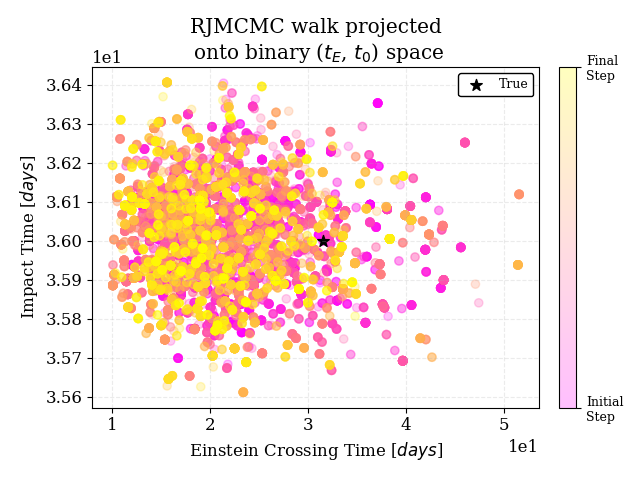 RJMCMC walk projected
onto binary (t_E, t_0) space
1e1
3.64
3.63
3.62
3.61
3.60
3.59
3.58
3.57
3.56
Impact Time [days]
True
1
2
3
4
5
1e1
Einstein Crossing Time [days]
Final
Step
Initial
Step